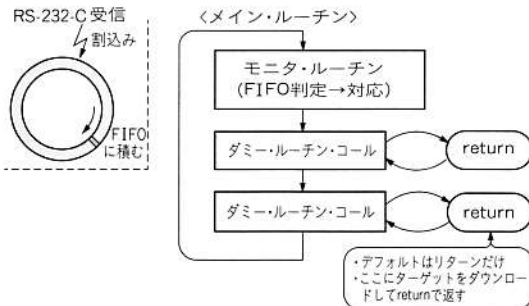 RS-232-C受信
割込み
FIFO
に積む
〈メイン・ルーチン〉
モニタ・ルーチン
(FIFO判定→対応)
ダミー・ルーチン・コール
return
ダミー・ルーチン・コール
return
・デフォルトはリターンだけ
・ここにターゲットをダウンロー
ドしてreturnで返す